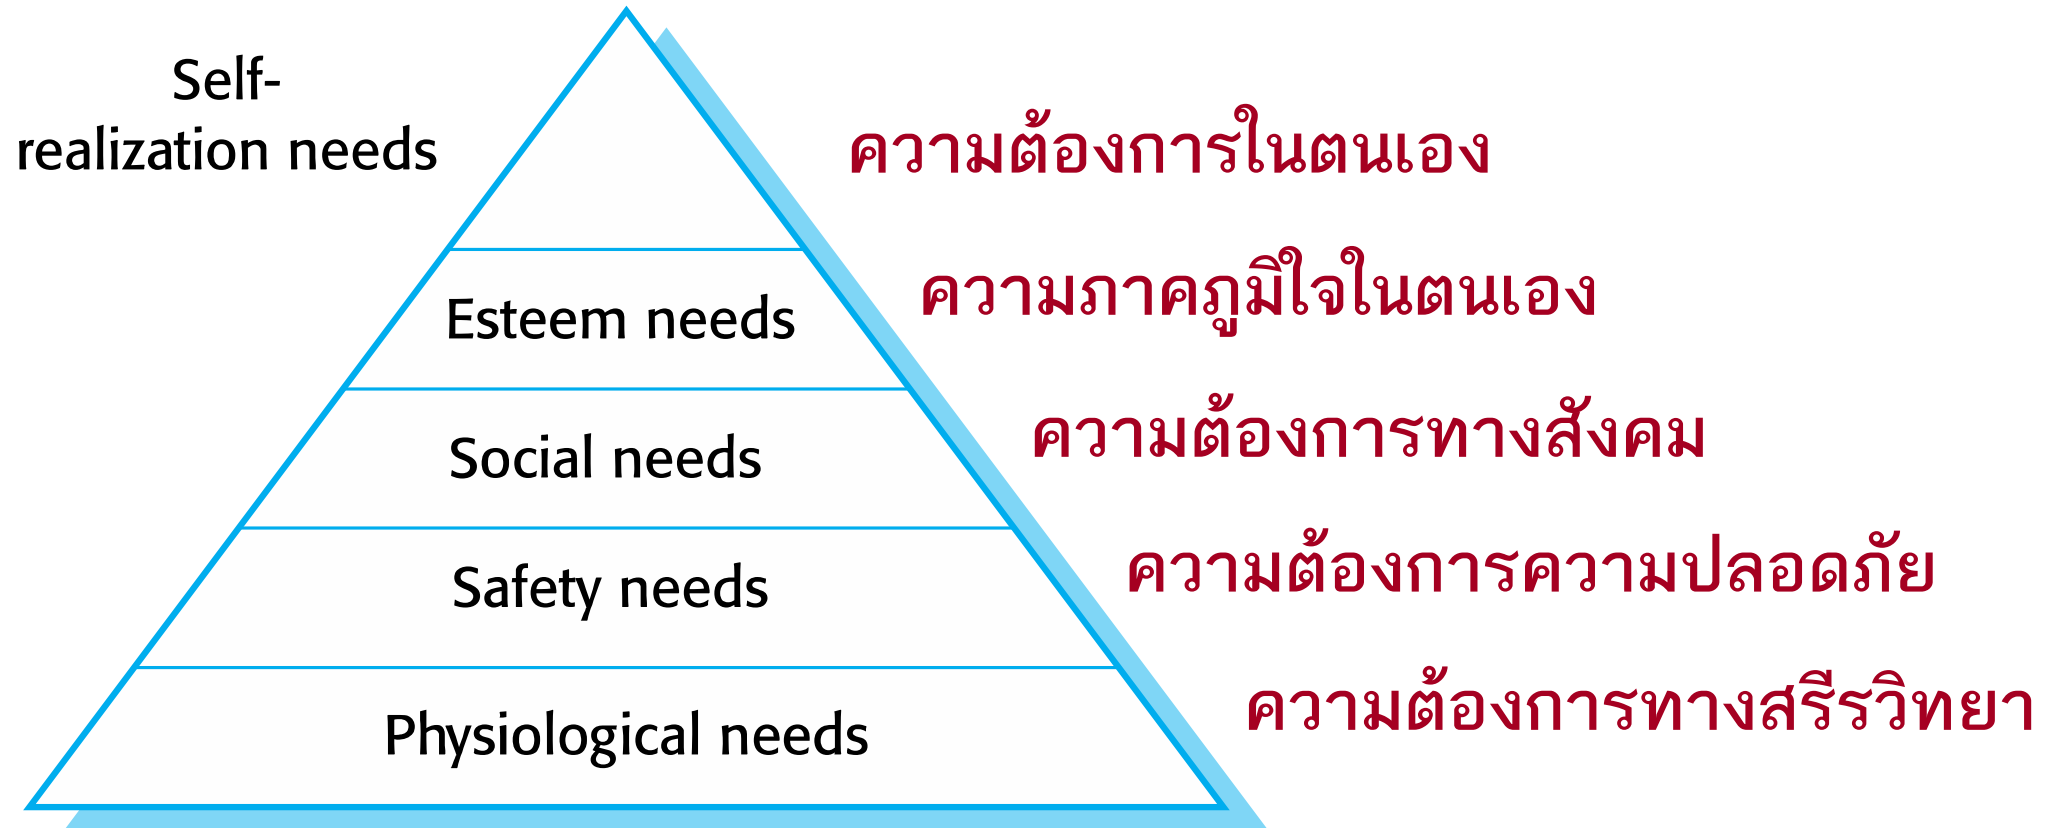 Self-
realization needs
ความต้องการในตนเอง
Esteem needs
ความภาคภูมิใจในตนเอง
Social needs
ความต้องการทางสังคม
Safety needs
ความต้องการความปลอดภัย
Physiological needs
ความต้องการทางสรีรวิทยา